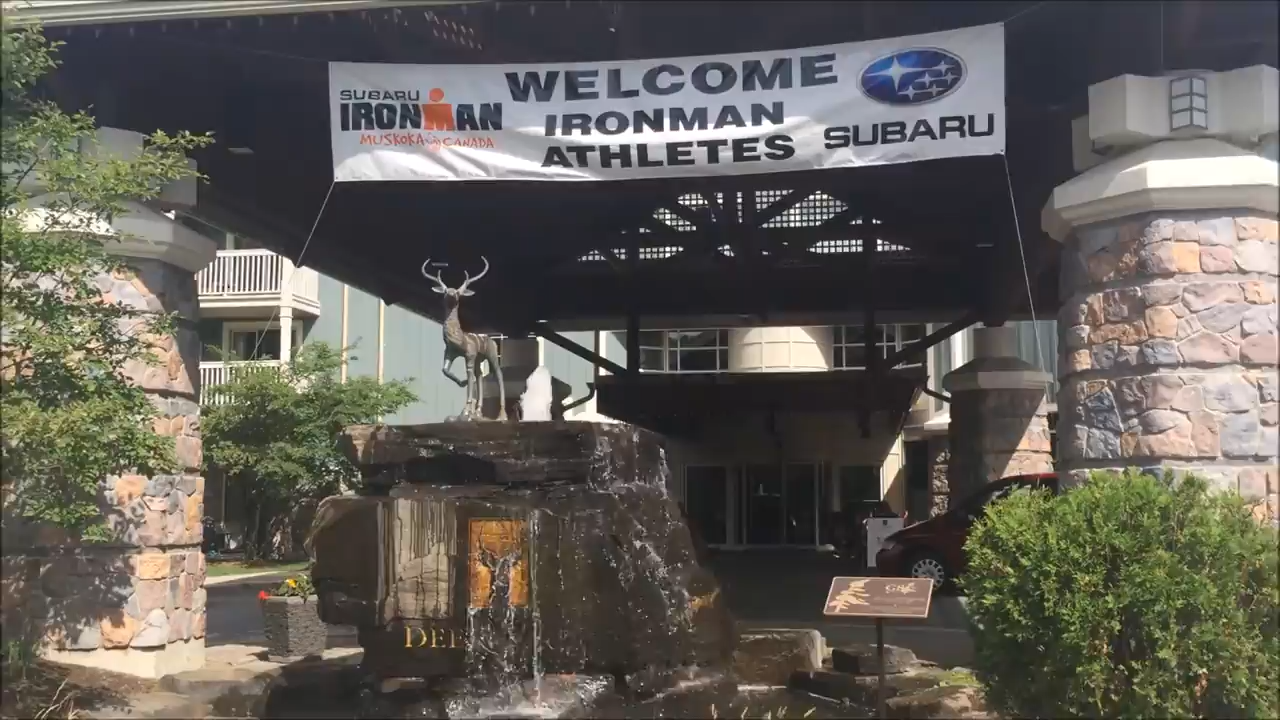 SUBARU
IRONMAN
MUSKOKA CANADA
WELCOME
IRONMAN
ATHLETES
SUBARU
DEE